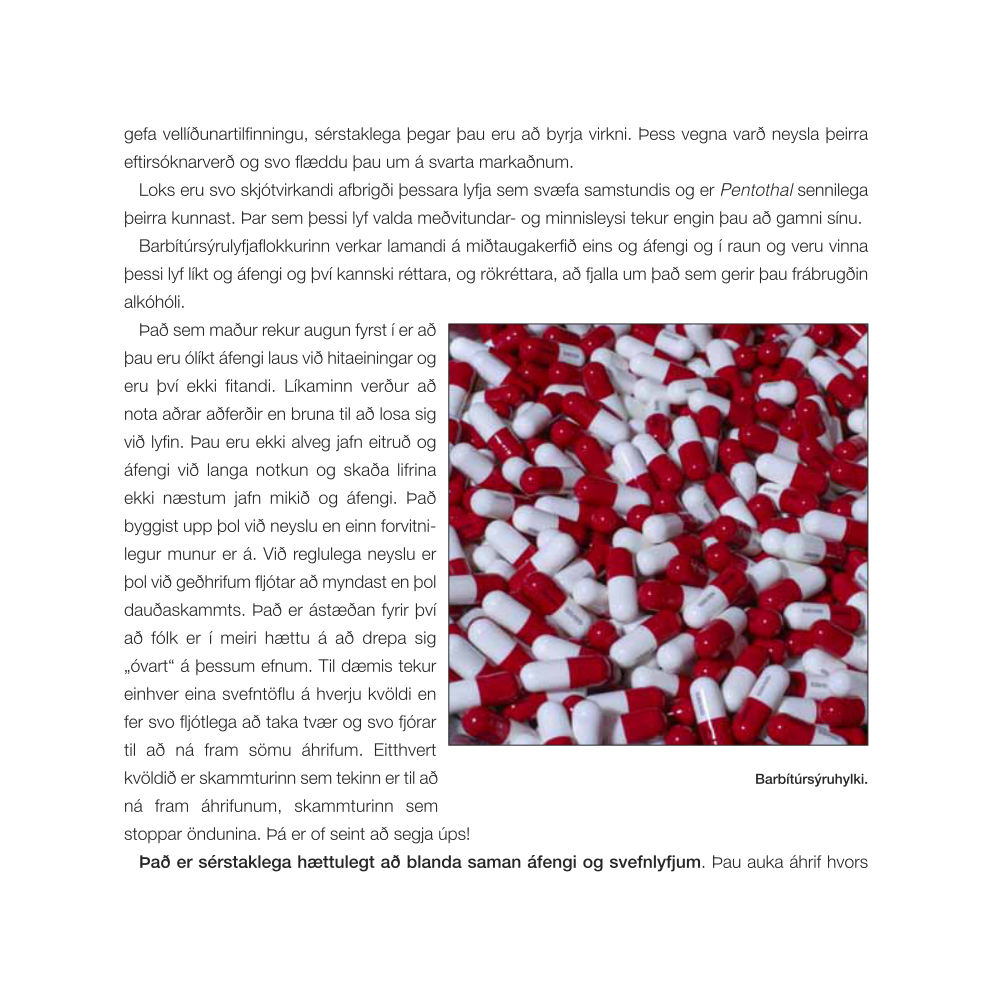 gefa vellíðunartilfinningu, sérstaklega þegar þau eru að byrja virkni. Þess vegna varð neysla þeirra
eftirsóknarverð og svo flæddu þau um á svarta markaðnum.
Loks eru svo skjótvirkandi afbrigði þessara lyfja sem svæfa samstundis og er Pentothal sennilega
þeirra kunnast. Þar sem þessi lyf valda meðvitundar- og minnisleysi tekur engin þau að gamni sínu.
Barbítúrsýrulyfjaflokkurinn verkar lamandi á miðtaugakerfið eins og áfengi og í raun og veru vinna
þessi lyf líkt og áfengi og því kannski réttara, og rökréttara, að fjalla um það sem gerir þau frábrugðin
alkóhóli.
Það sem maður rekur augun fyrst í er að
þau eru ólíkt áfengi laus við hitaeiningar og
eru því ekki fitandi. Líkaminn verður að
nota aðrar aðferðir en bruna til að losa sig
við lyfin. Þau eru ekki alveg jafn eitruð og
áfengi við langa notkun og skaða lifrina
ekki næstum jafn mikið og áfengi. Það
byggist upp þol við neyslu en einn forvitni-
legur munur er á. Við reglulega neyslu er
þol við geðhrifum fljótar að myndast en þol
dauðaskammts. Það er ástæðan fyrir því
að fólk er í meiri hættu á að drepa sig
„óvart“ á þessum efnum. Til dæmis tekur
einhver eina svefntöflu á hverju kvöldi en
fer svo fljótlega að taka tvær og svo fjórar
til að ná fram sömu áhrifum. Eitthvert
kvöldið er skammturinn sem tekinn er til að
ná fram áhrifunum, skammturinn sem
stoppar öndunina. Þá er of seint að segja úps!
Barbítúrsýruhylki.
Það er sérstaklega hættulegt að blanda saman áfengi og svefnlyfjum. Þau auka áhrif hvors